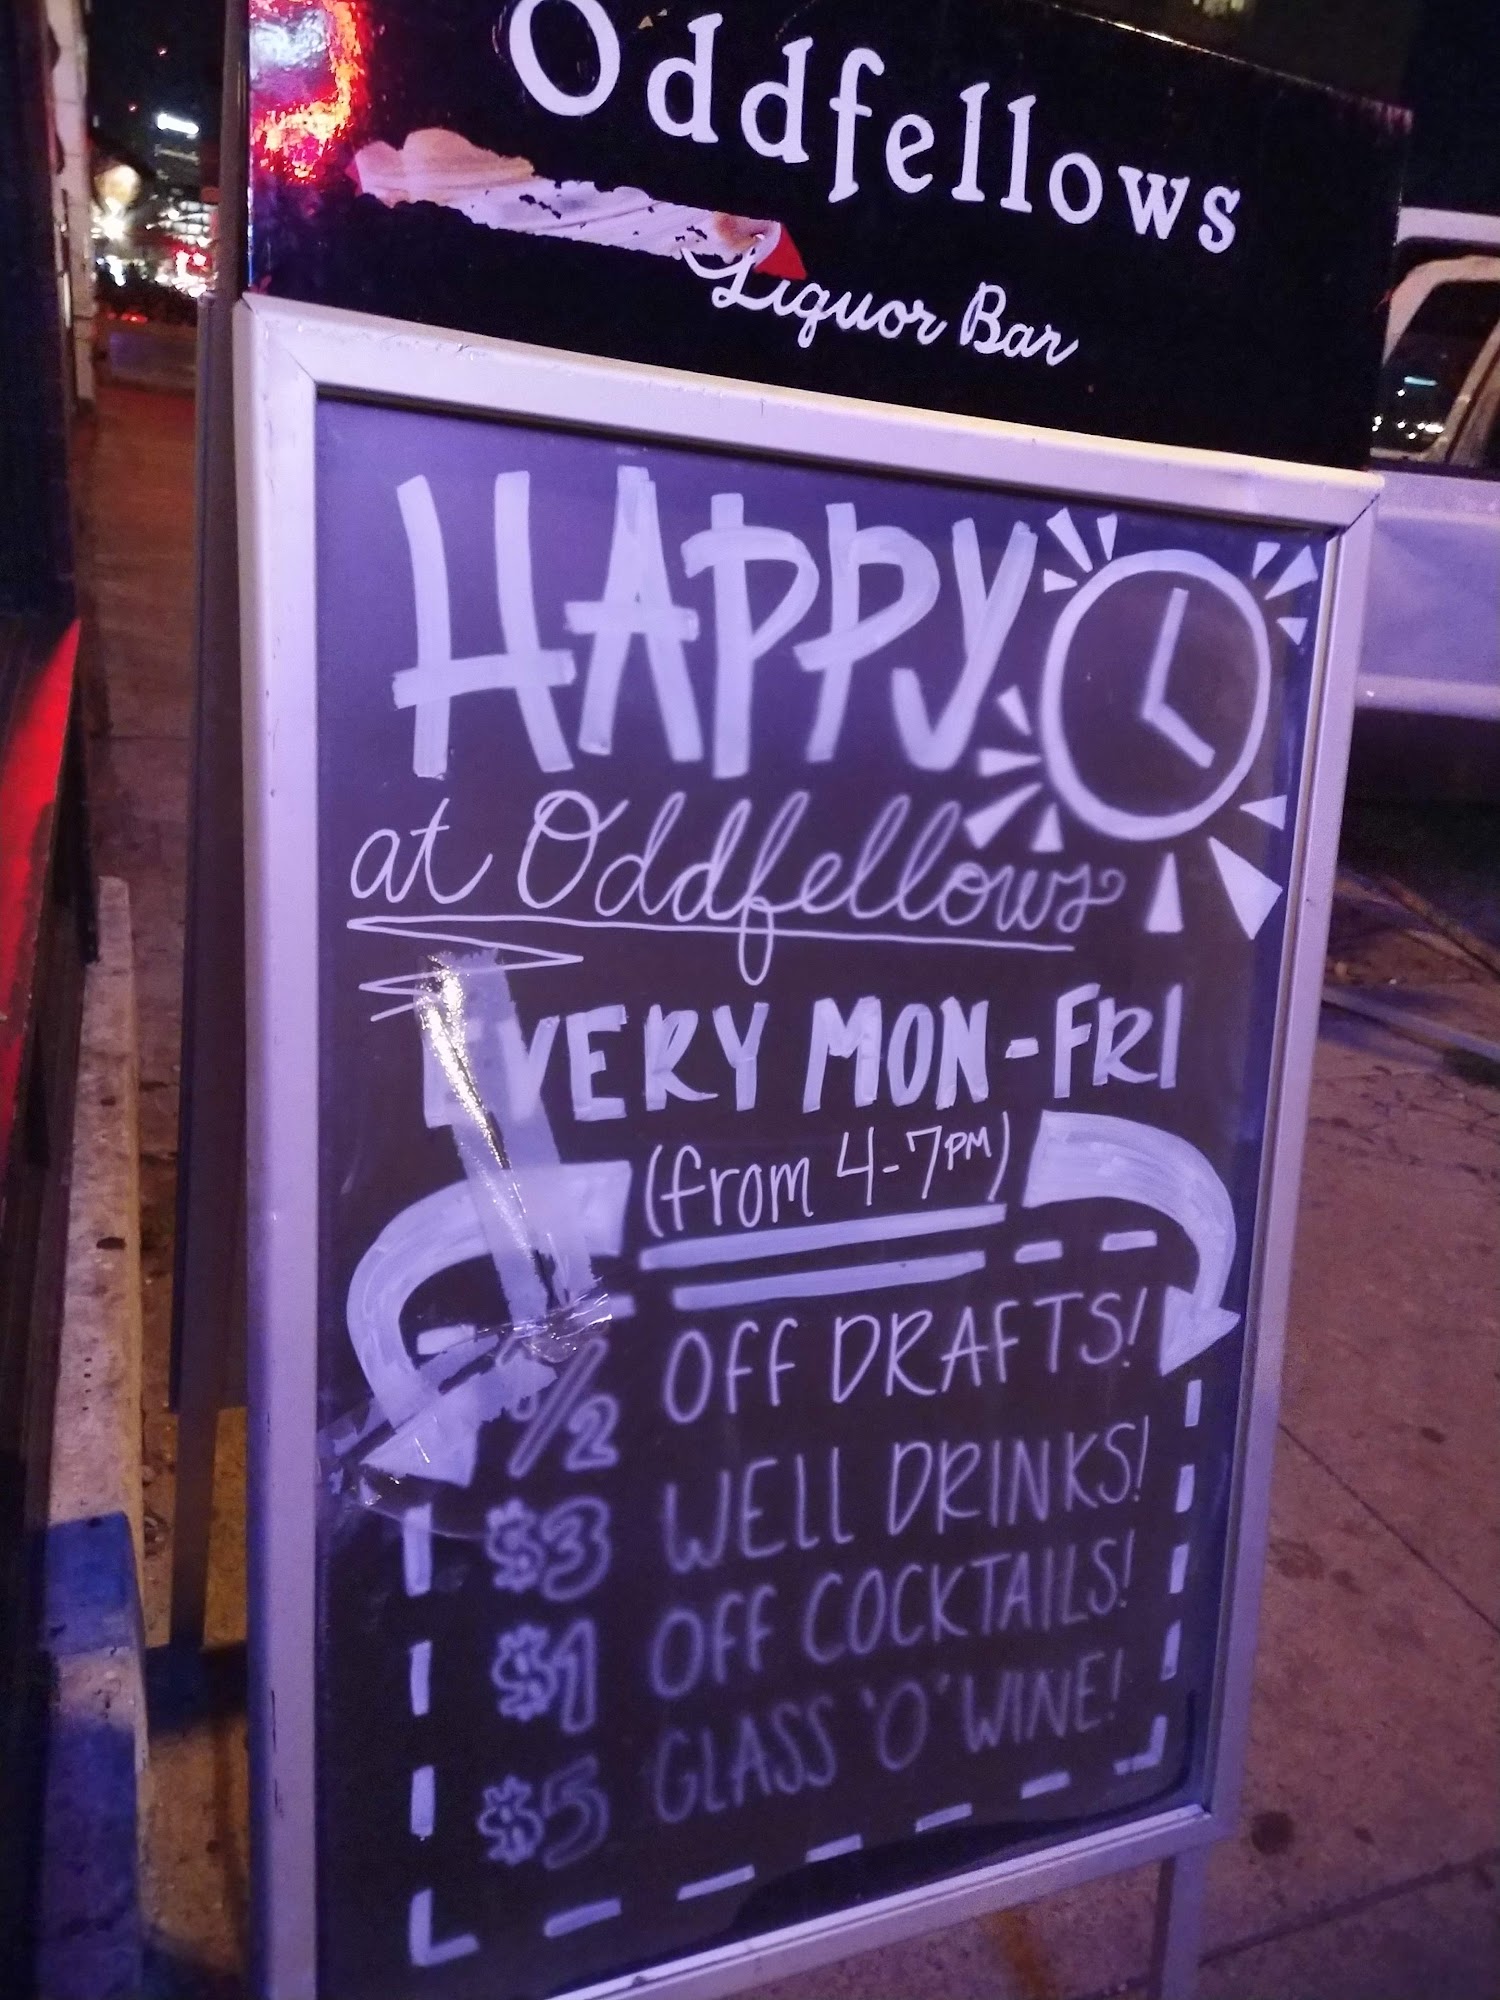 Oddfellows
Liquor Bar
HAPPY
at Oddfellows
EVERY MON-FRI
(from 4-7PM)
1/2 OFF DRAFTS!
$3 WELL DRINKS!
$1 OFF COCKTAILS!
$5 GLASS 'O' WINE!